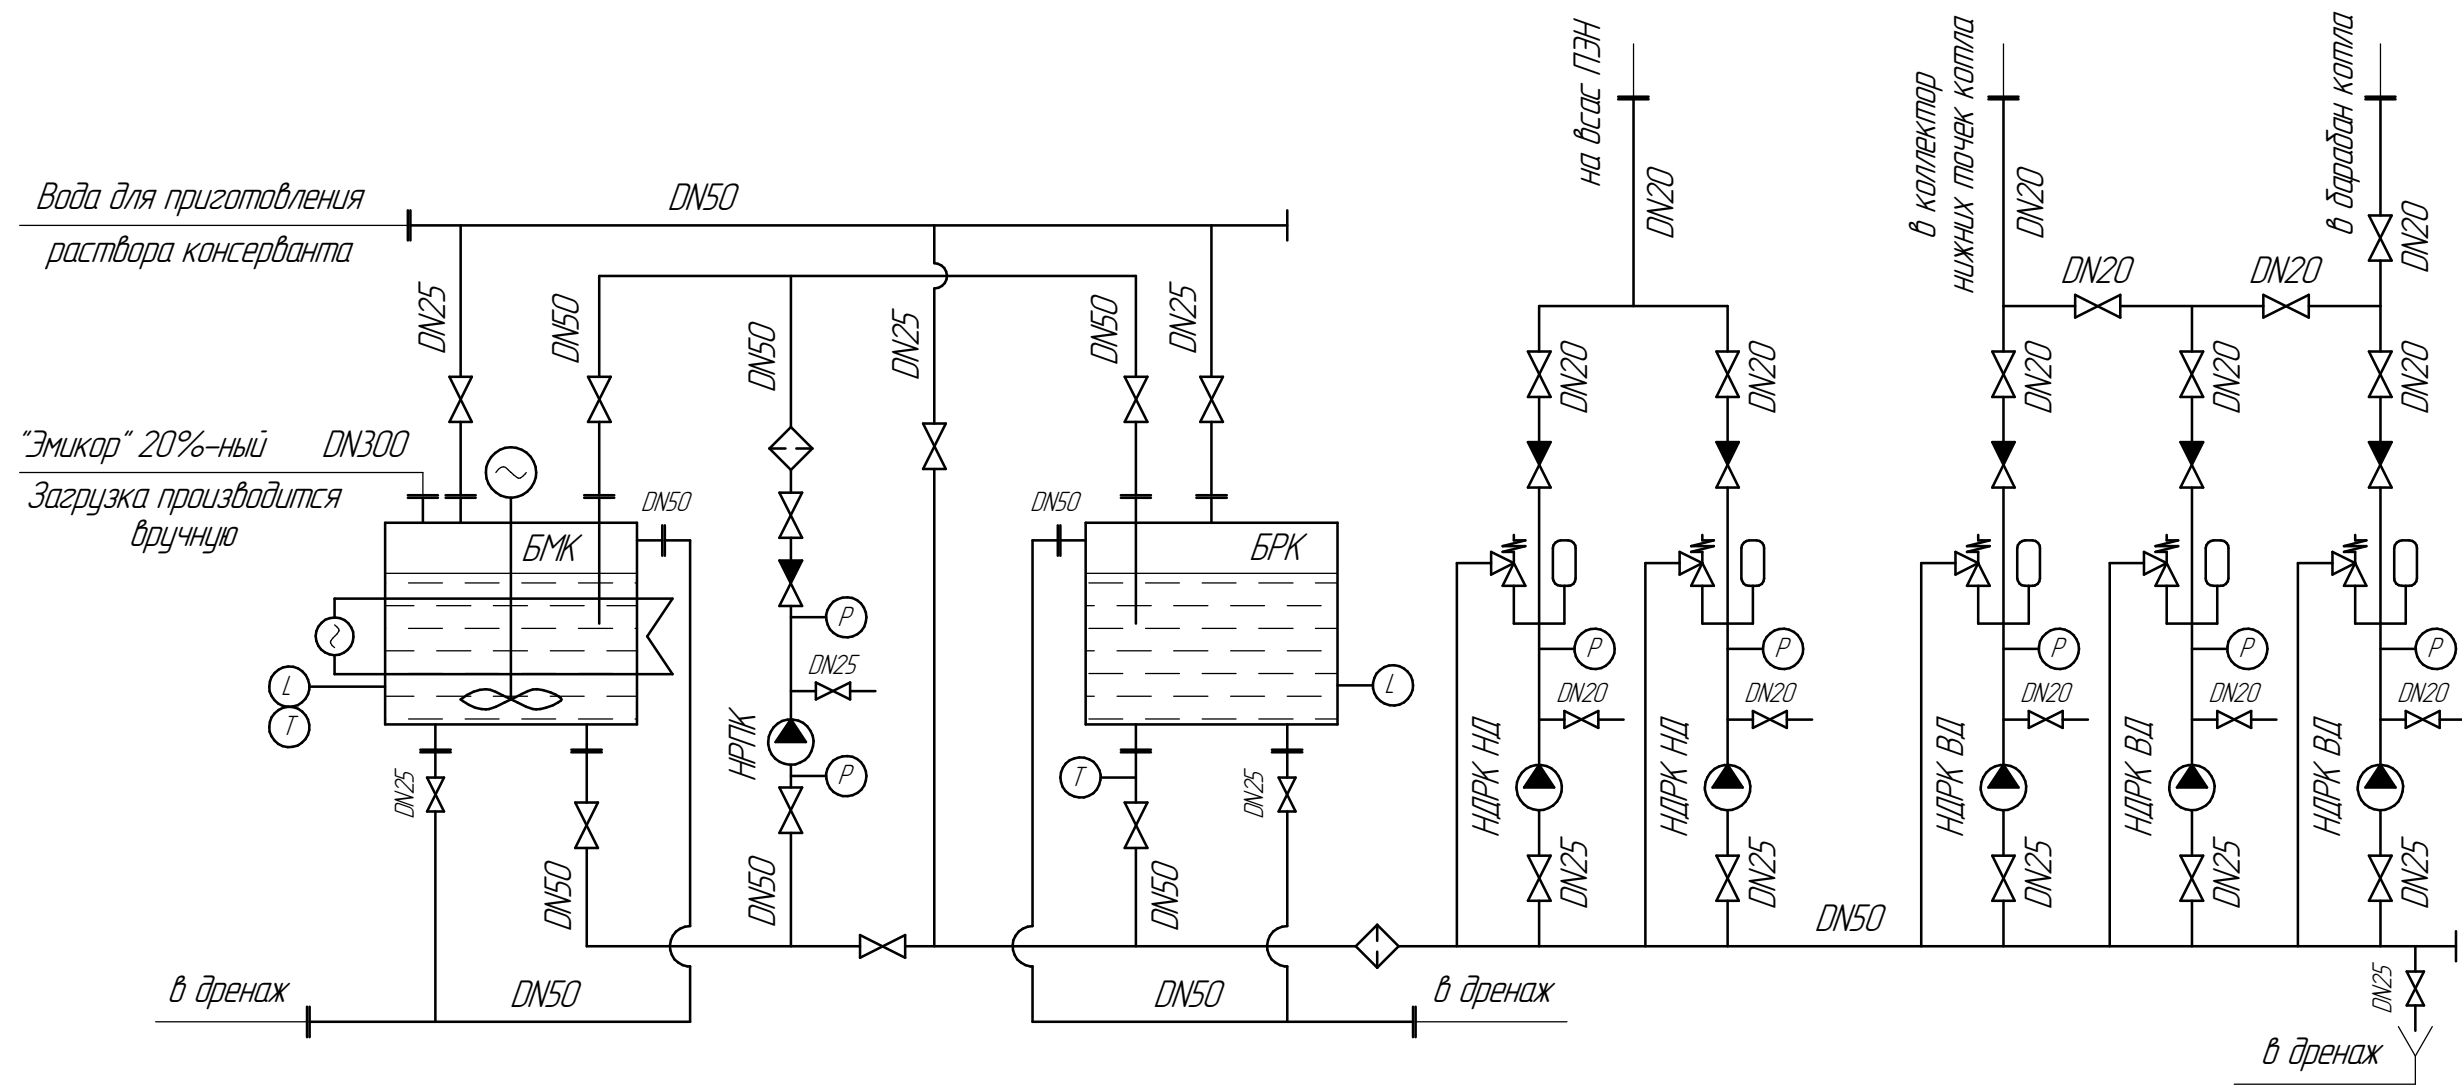 Вода для приготовления
раствора консерванта
DN50
DN25
DN50
DN50
DN25
DN50
DN25
"Эмикор" 20%-ный
DN300
Загрузка производится
вручную
БМК
DN50
L
T
P
DN25
НРПК
P
DN50
БРК
L
T
DN25
DN50
DN50
DN50
DN25
в дренаж
DN50
DN50
в дренаж
на всас ПЭН
DN20
в коллектор
нижних точек котла
DN20
в барабан котла
DN20
DN20
DN20
DN20
DN20
DN20
DN20
DN20
P
P
P
P
P
DN20
DN20
DN20
DN20
DN20
НДРК НД
НДРК НД
НДРК ВД
НДРК ВД
НДРК ВД
DN25
DN25
DN25
DN25
DN25
DN50
DN25
в дренаж